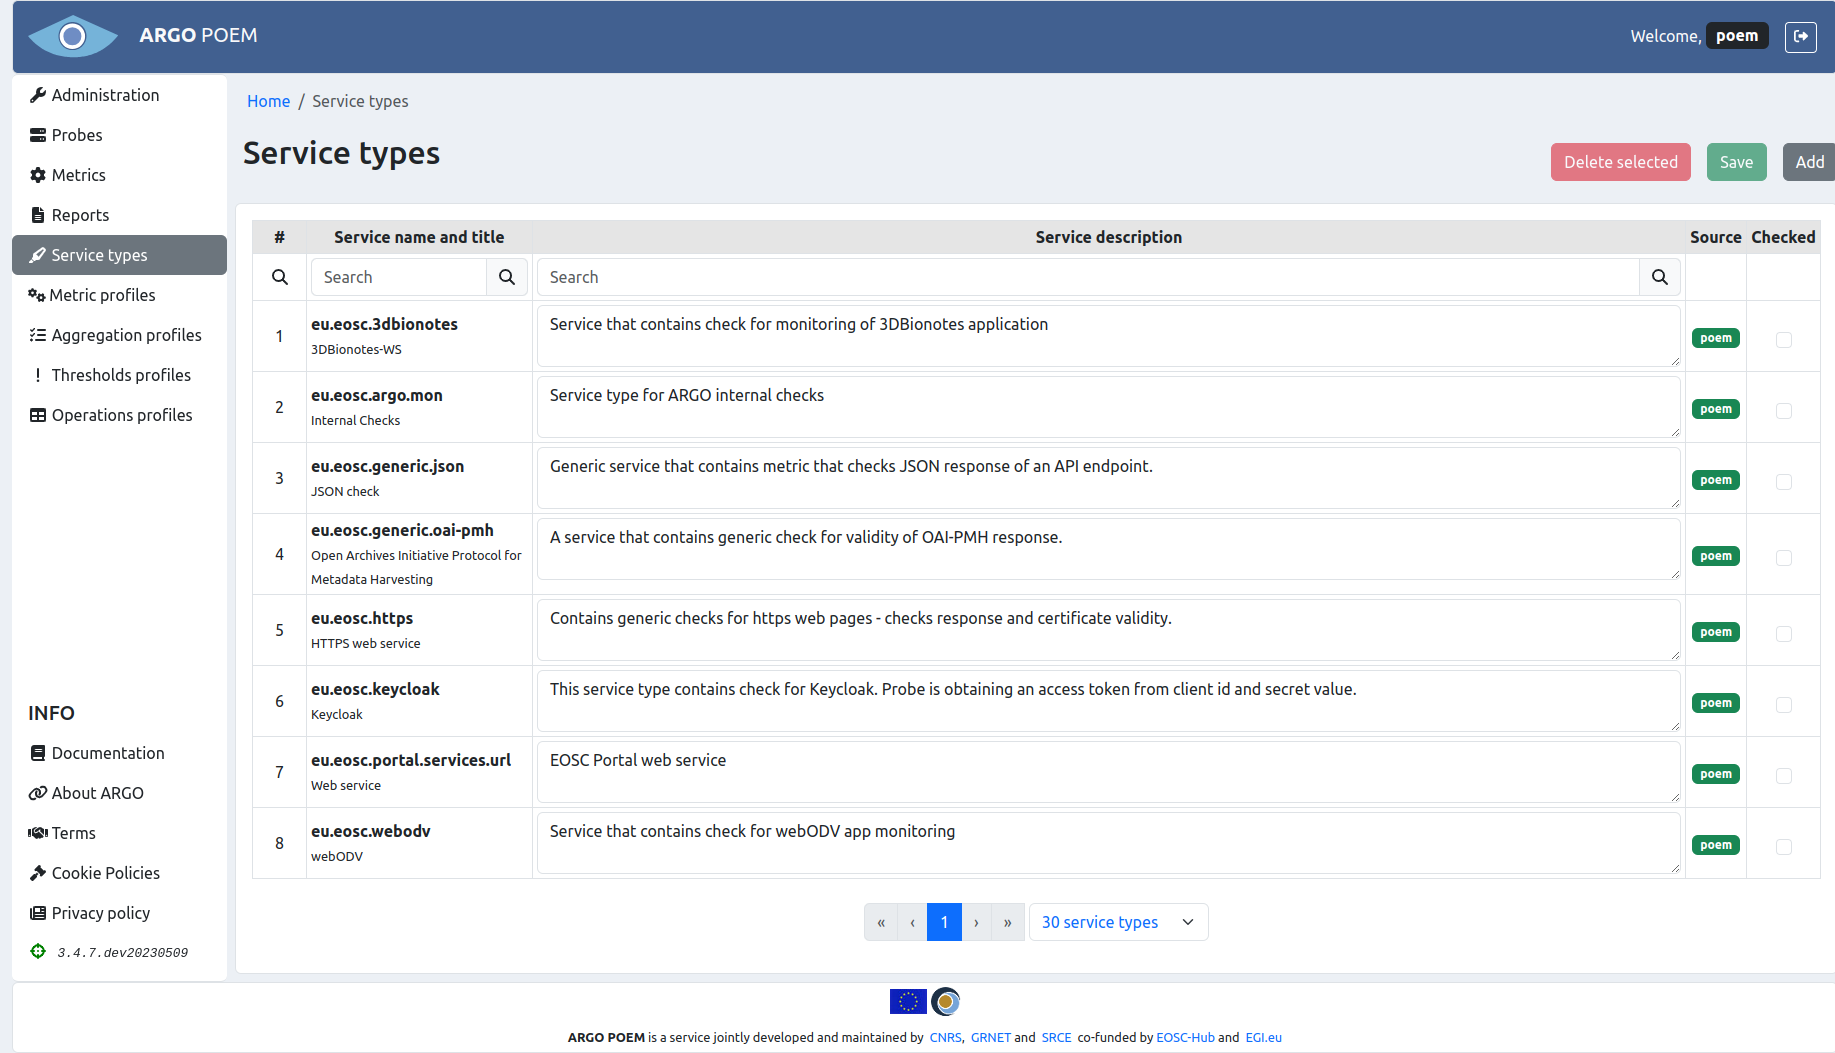 ARGO POEM
Welcome, poem
Administration
Probes
Metrics
Reports
Service types
Metric profiles
Aggregation profiles
Thresholds profiles
Operations profiles
INFO
Documentation
About ARGO
Terms
Cookie Policies
Privacy policy
3.4.7.dev20230509
Home / Service types
Service types
Delete selected Save Add
# Service name and title Service description Source Checked
Search Search
1 eu.eosc.3dbionotes Service that contains check for monitoring of 3DBionotes application poem
3DBionotes-WS
2 eu.eosc.argo.mon Service type for ARGO internal checks poem
Internal Checks
3 eu.eosc.generic.json Generic service that contains metric that checks JSON response of an API endpoint. poem
JSON check
4 eu.eosc.generic.oai-pmh A service that contains generic check for validity of OAI-PMH response. poem
Open Archives Initiative Protocol for
Metadata Harvesting
5 eu.eosc.https Contains generic checks for https web pages - checks response and certificate validity. poem
HTTPS web service
6 eu.eosc.keycloak This service type contains check for Keycloak. Probe is obtaining an access token from client id and secret value. poem
Keycloak
7 eu.eosc.portal.services.url EOSC Portal web service poem
Web service
8 eu.eosc.webodv Service that contains check for webODV app monitoring poem
webODV
« ‹ 1 › » 30 service types
ARGO POEM is a service jointly developed and maintained by CNRS, GRNET and SRCE co-funded by EOSC-Hub and EGI.eu